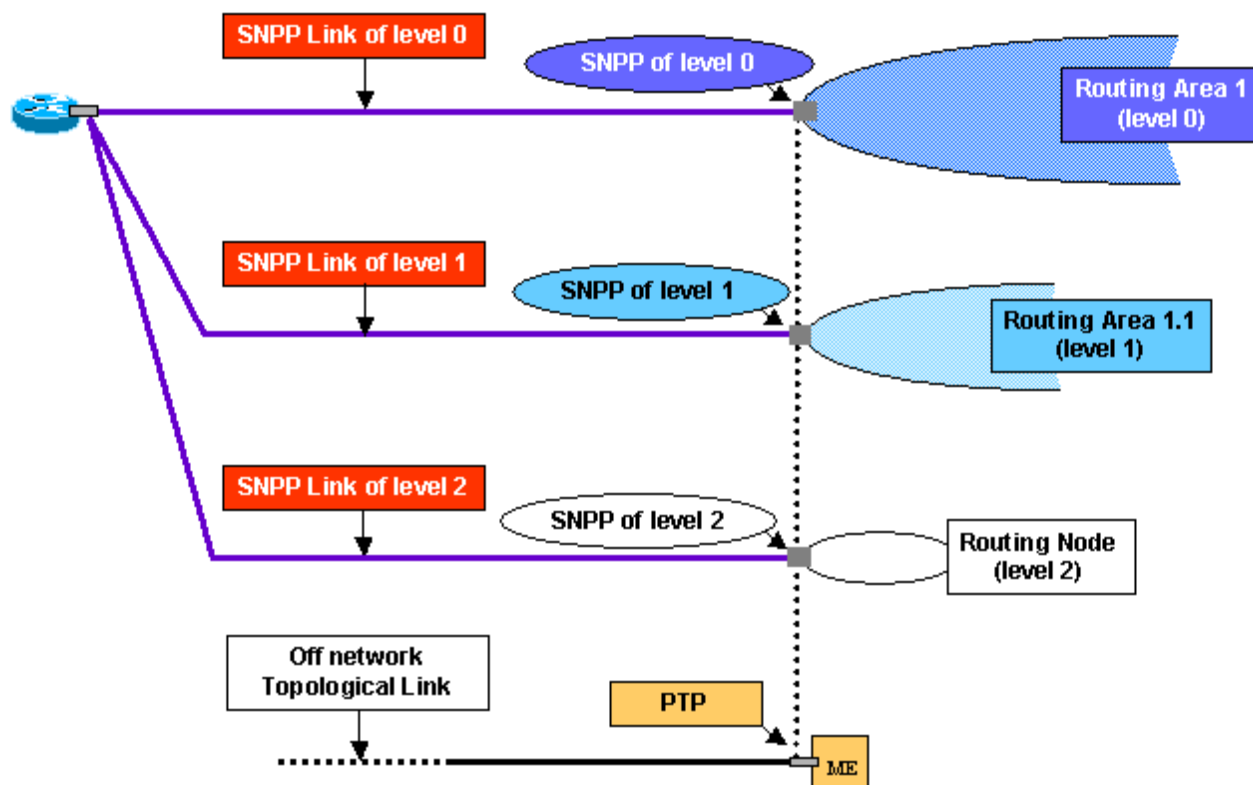 SNPP Link of level 0
SNPP of level 0
Routing Area 1
(level 0)
SNPP Link of level 1
SNPP of level 1
Routing Area 1.1
(level 1)
SNPP Link of level 2
SNPP of level 2
Routing Node
(level 2)
Off network
Topological Link
PTP
ME